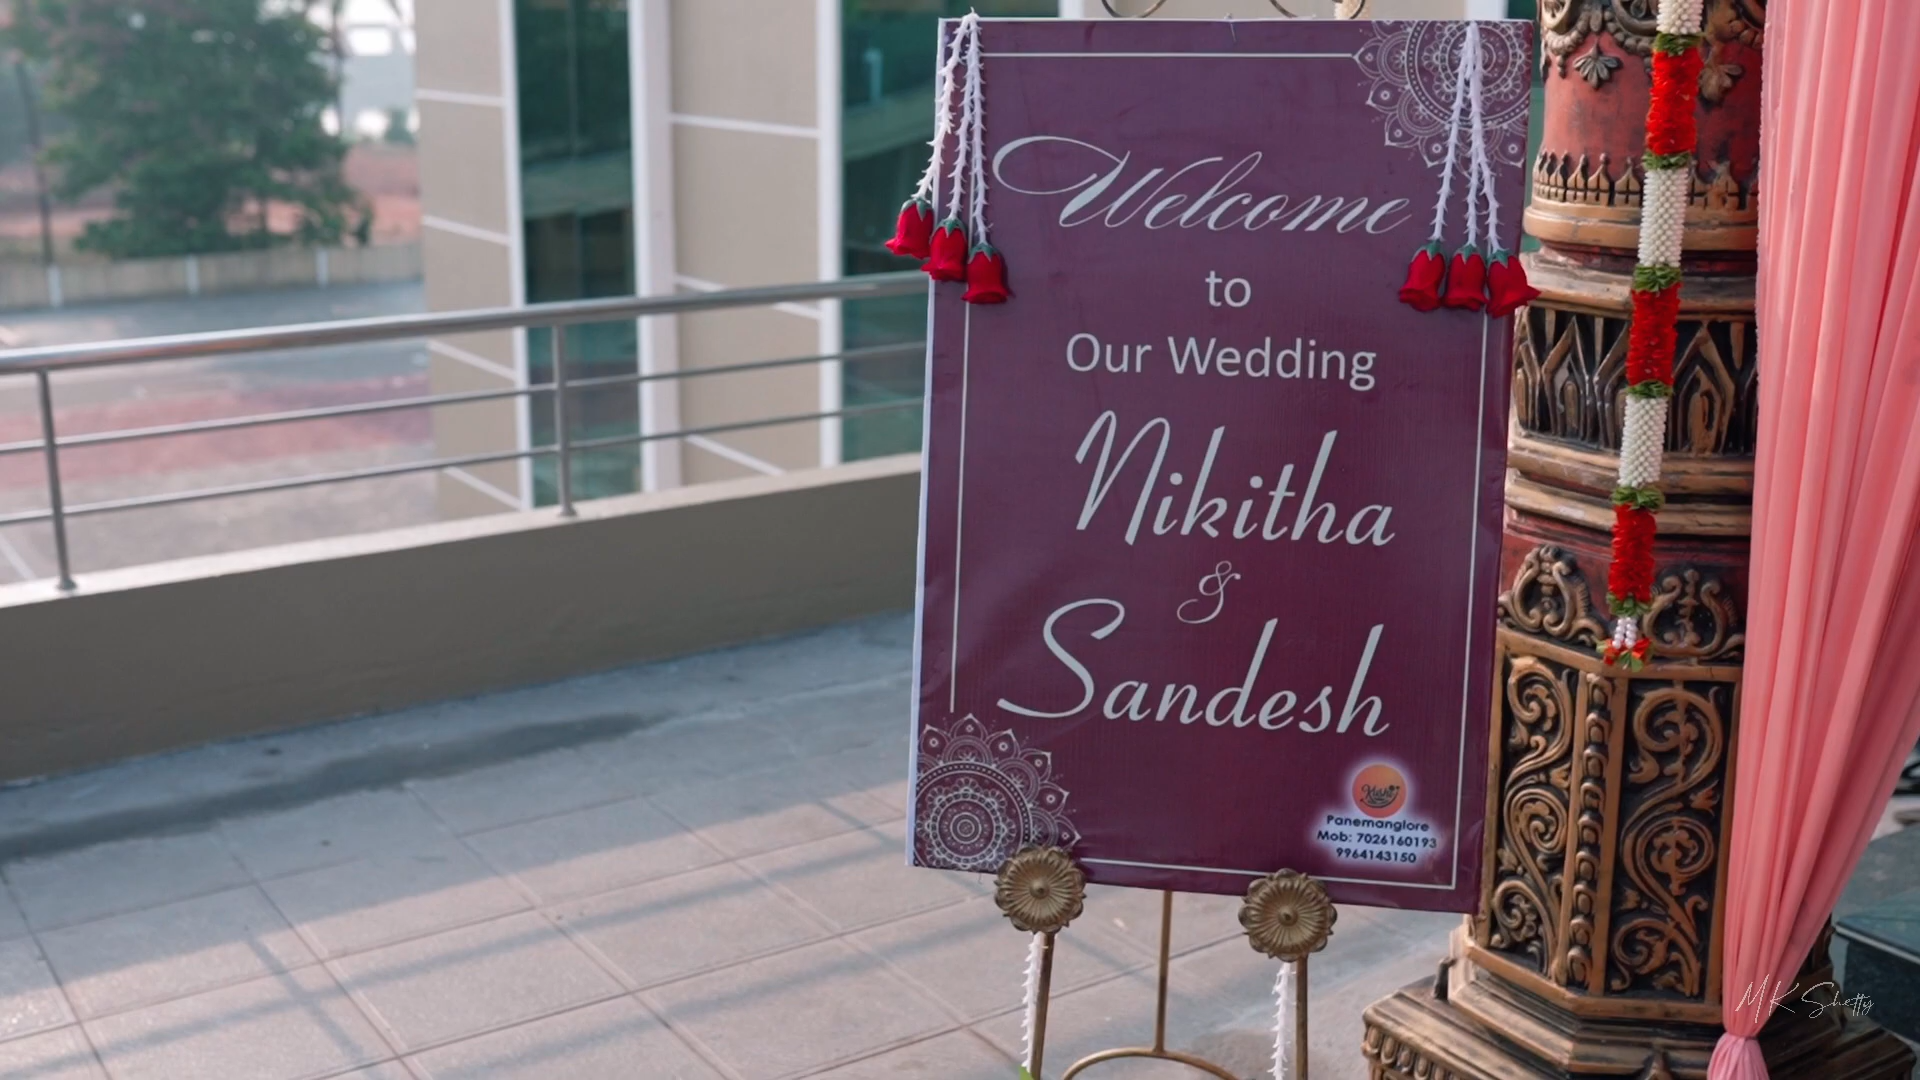 Welcome
to
Our Wedding
Nikitha
&
Sandesh
Panemanglore
Mob: 7026160193
9964143150
MK Shetty